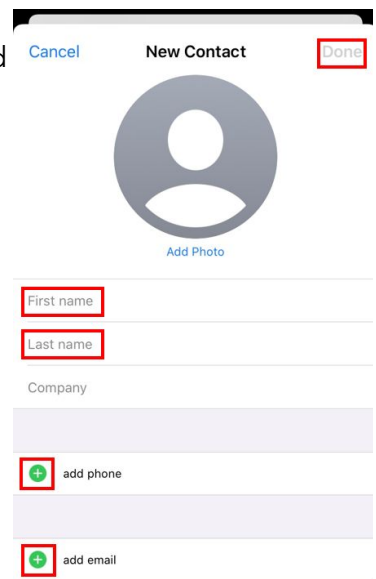 Cancel New Contact Done
Add Photo
First name
Last name
Company
add phone
add email